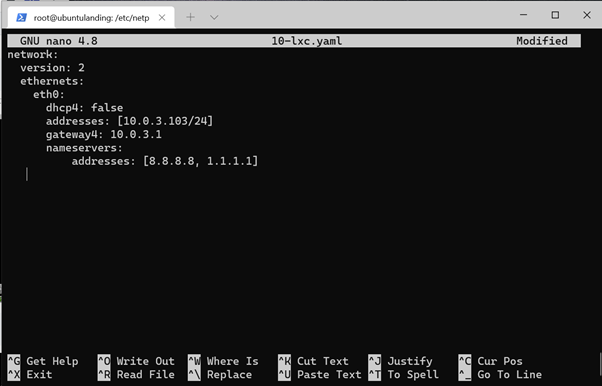 root@ubuntulanding: /etc/netp
GNU nano 4.8 10-lxc.yaml Modified
network:
  version: 2
  ethernets:
    eth0:
      dhcp4: false
      addresses: [10.0.3.103/24]
      gateway4: 10.0.3.1
      nameservers:
          addresses: [8.8.8.8, 1.1.1.1]
^G Get Help ^O Write Out ^W Where Is ^K Cut Text ^J Justify ^C Cur Pos
^X Exit ^R Read File ^\ Replace ^U Paste Text ^T To Spell ^_ Go To Line